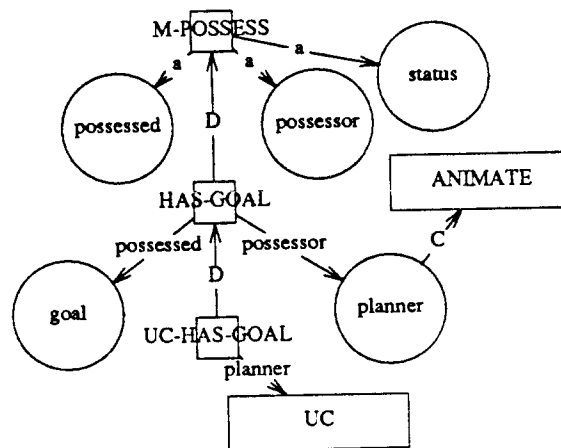 M-POSSESS
a
a
a
status
possessed
possessor
D
ANIMATE
HAS-GOAL
possessed
possessor
C
D
goal
planner
UC-HAS-GOAL
planner
UC